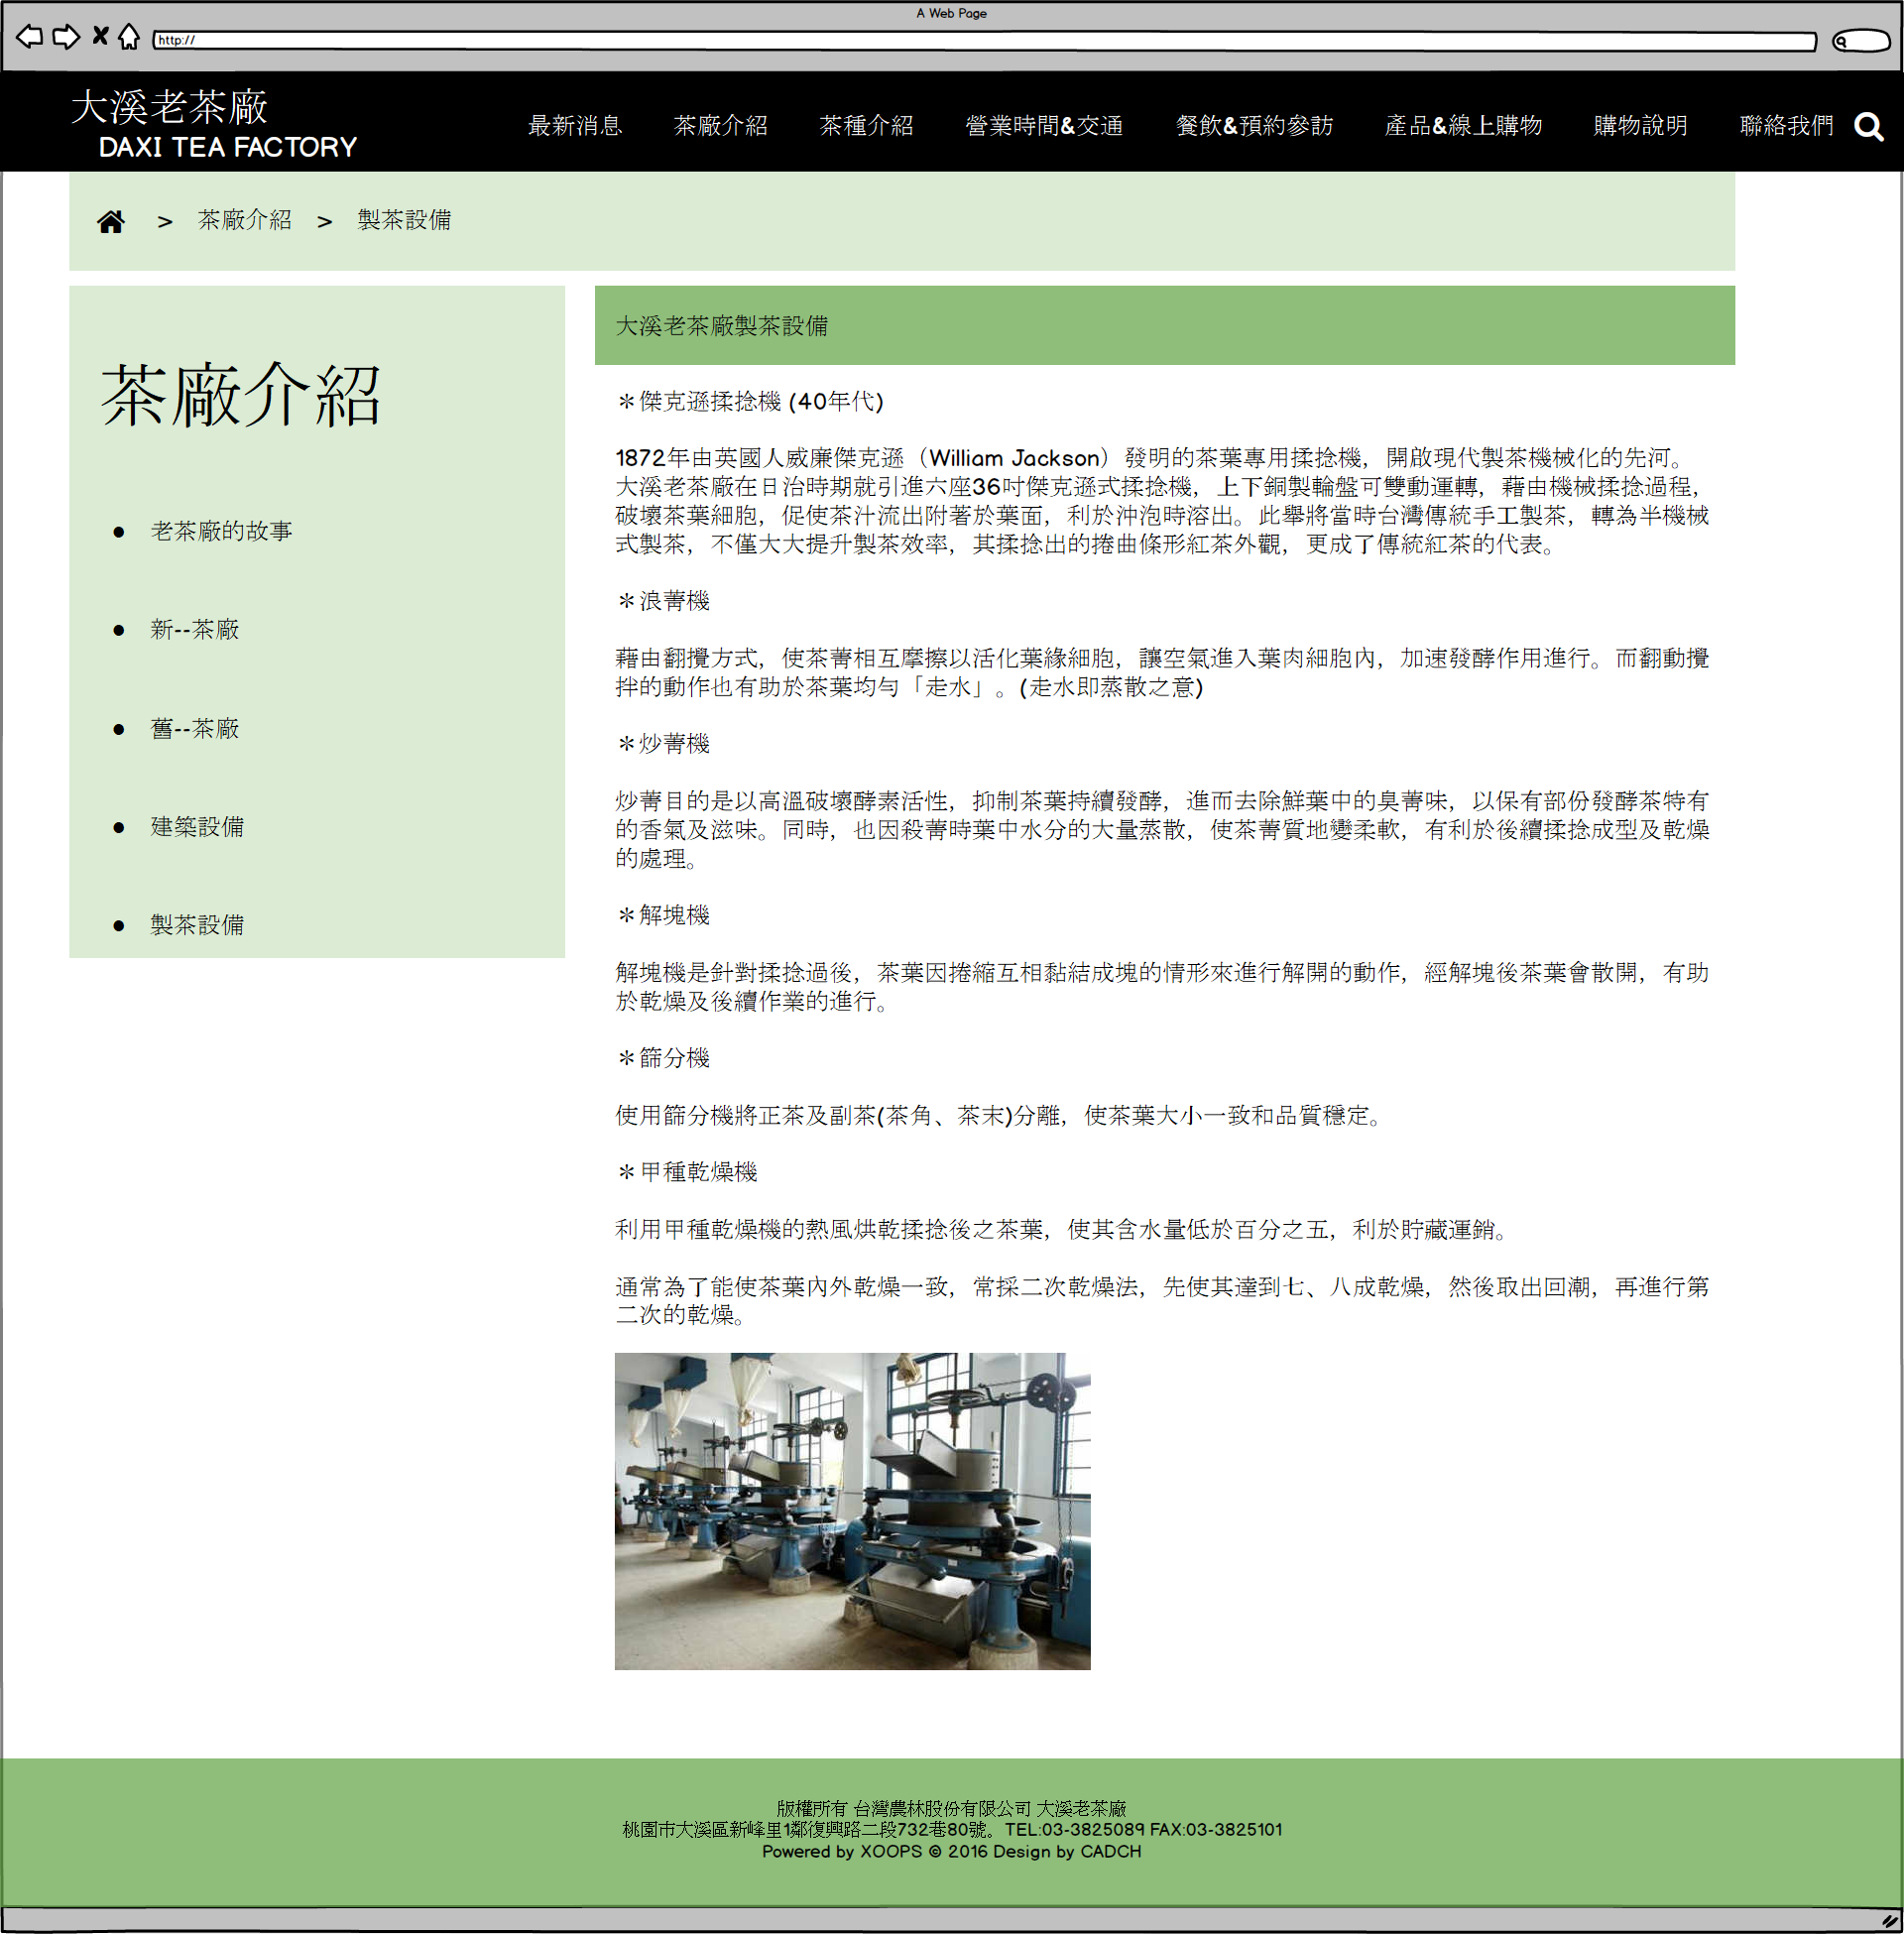 A Web Page
http://
大溪老茶廠
DAXI TEA FACTORY
最新消息 茶廠介紹 茶種介紹 營業時間&交通 餐飲&預約參訪 產品&線上購物 購物說明 聯絡我們
> 茶廠介紹 > 製茶設備
茶廠介紹
● 老茶廠的故事
● 新--茶廠
● 舊--茶廠
● 建築設備
● 製茶設備
大溪老茶廠製茶設備
＊傑克遜揉捻機 (40年代)
1872年由英國人威廉傑克遜（William Jackson）發明的茶葉專用揉捻機，開啟現代製茶機械化的先河。
大溪老茶廠在日治時期就引進六座36吋傑克遜式揉捻機，上下銅製輪盤可雙動運轉，藉由機械揉捻過程，
破壞茶葉細胞，促使茶汁流出附著於葉面，利於沖泡時溶出。此舉將當時台灣傳統手工製茶，轉為半機械
式製茶，不僅大大提升製茶效率，其揉捻出的捲曲條形紅茶外觀，更成了傳統紅茶的代表。
＊浪菁機
藉由翻攪方式，使茶菁相互摩擦以活化葉緣細胞，讓空氣進入葉肉細胞內，加速發酵作用進行。而翻動攪
拌的動作也有助於茶葉均勻「走水」。(走水即蒸散之意)
＊炒菁機
炒菁目的是以高溫破壞酵素活性，抑制茶葉持續發酵，進而去除鮮葉中的臭菁味，以保有部份發酵茶特有
的香氣及滋味。同時，也因殺菁時葉中水分的大量蒸散，使茶菁質地變柔軟，有利於後續揉捻成型及乾燥
的處理。
＊解塊機
解塊機是針對揉捻過後，茶葉因捲縮互相黏結成塊的情形來進行解開的動作，經解塊後茶葉會散開，有助
於乾燥及後續作業的進行。
＊篩分機
使用篩分機將正茶及副茶(茶角、茶末)分離，使茶葉大小一致和品質穩定。
＊甲種乾燥機
利用甲種乾燥機的熱風烘乾揉捻後之茶葉，使其含水量低於百分之五，利於貯藏運銷。
通常為了能使茶葉內外乾燥一致，常採二次乾燥法，先使其達到七、八成乾燥，然後取出回潮，再進行第
二次的乾燥。
版權所有 台灣農林股份有限公司 大溪老茶廠
桃園市大溪區新峰里1鄰復興路二段732巷80號。TEL:03-3825089 FAX:03-3825101
Powered by XOOPS © 2016 Design by CADCH